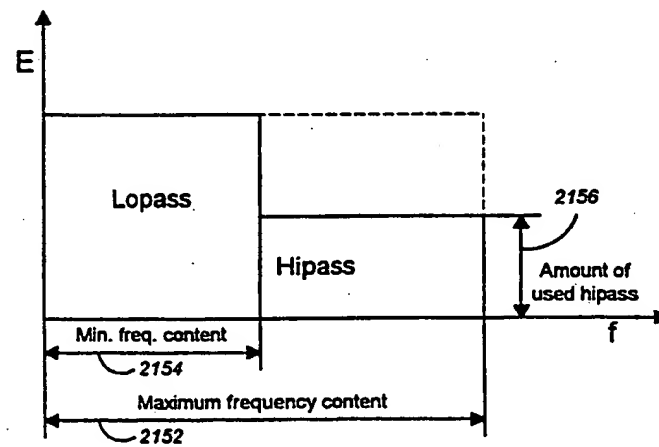 E
Lopass
2156
Hipass
Amount of
used hipass
f
Min. freq. content
2154
Maximum frequency content
2152